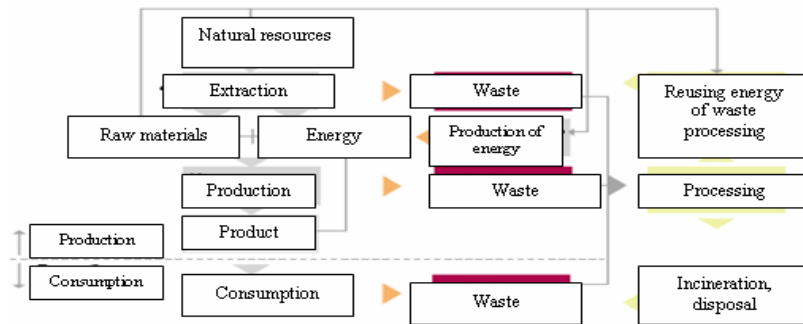 Natural resources
Extraction
Waste
Reusing energy
of waste
processing
Raw materials
Energy
Production of
energy
Production
Waste
Processing
Product
Production
Consumption
Consumption
Waste
Incineration,
disposal